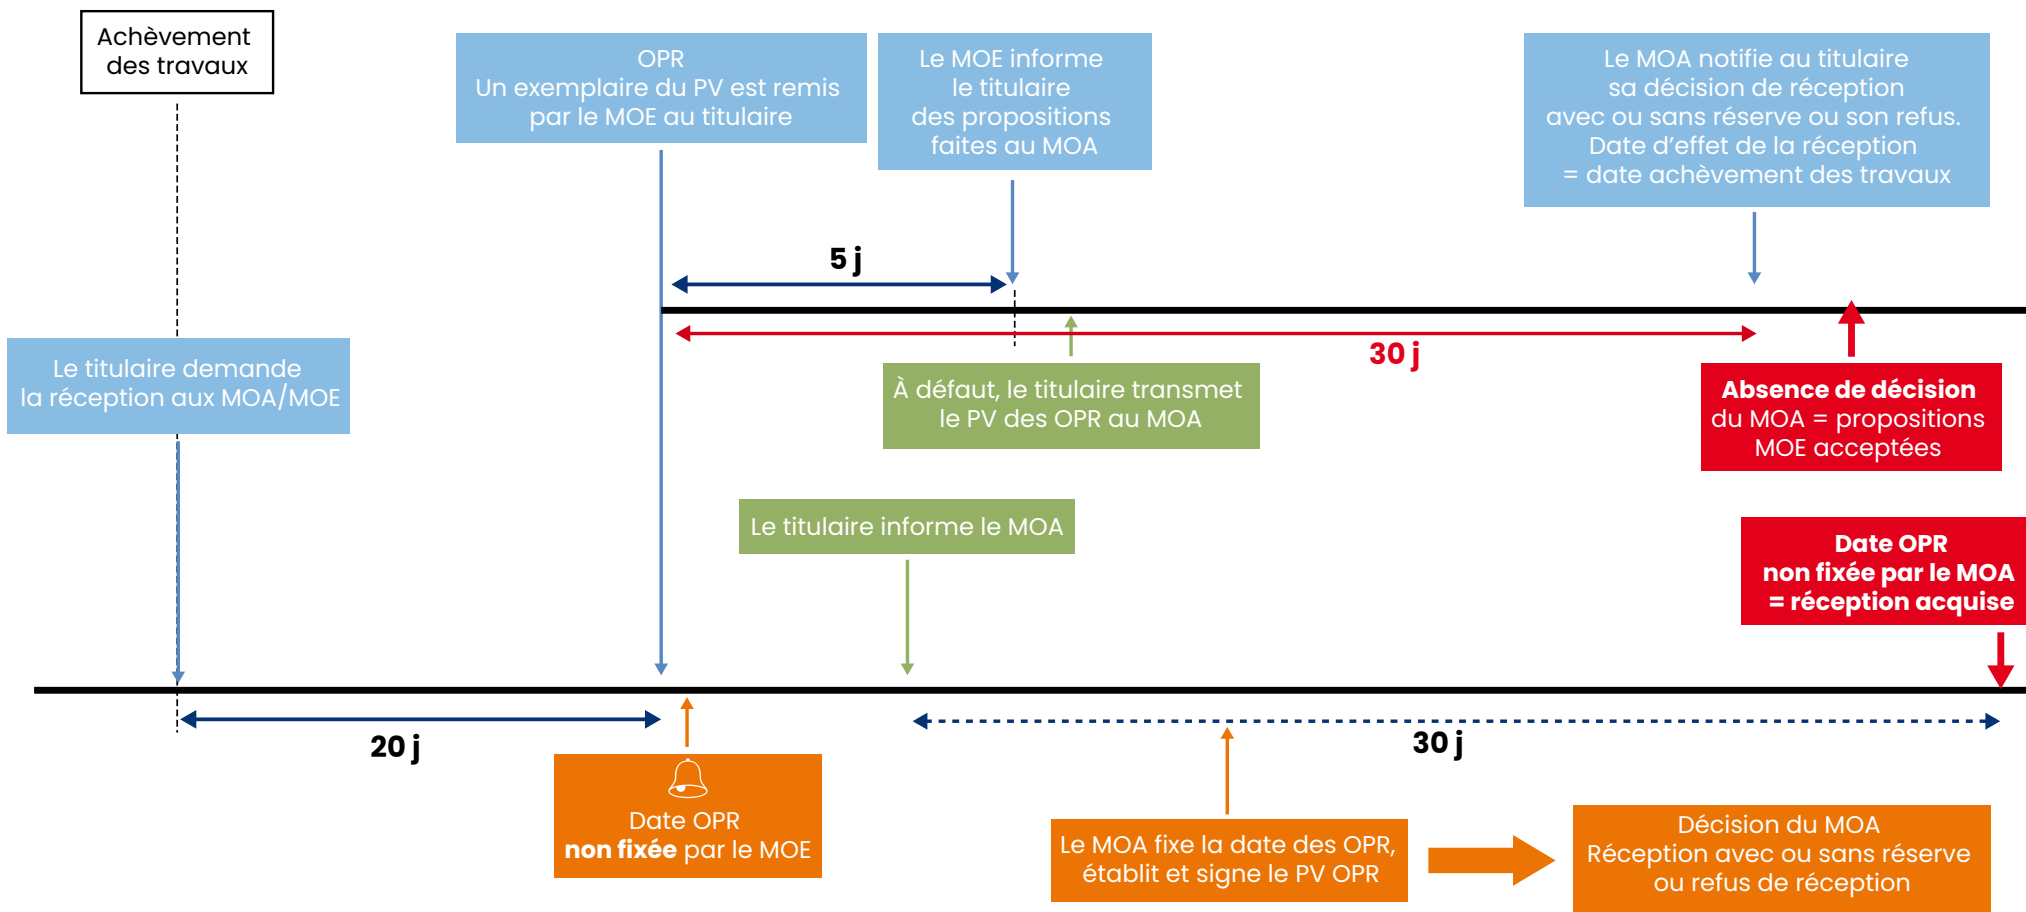 Achèvement
des travaux
OPR
Un exemplaire du PV est remis
par le MOE au titulaire
Le MOE informe
le titulaire
des propositions
faites au MOA
Le MOA notifie au titulaire
sa décision de réception
avec ou sans réserve ou son refus.
Date d’effet de la réception
= date achèvement des travaux
5 j
30 j
Le titulaire demande
la réception aux MOA/MOE
À défaut, le titulaire transmet
le PV des OPR au MOA
Absence de décision
du MOA = propositions
MOE acceptées
Le titulaire informe le MOA
Date OPR
non fixée par le MOA
= réception acquise
20 j
30 j
Date OPR
non fixée par le MOE
Le MOA fixe la date des OPR,
établit et signe le PV OPR
Décision du MOA
Réception avec ou sans réserve
ou refus de réception